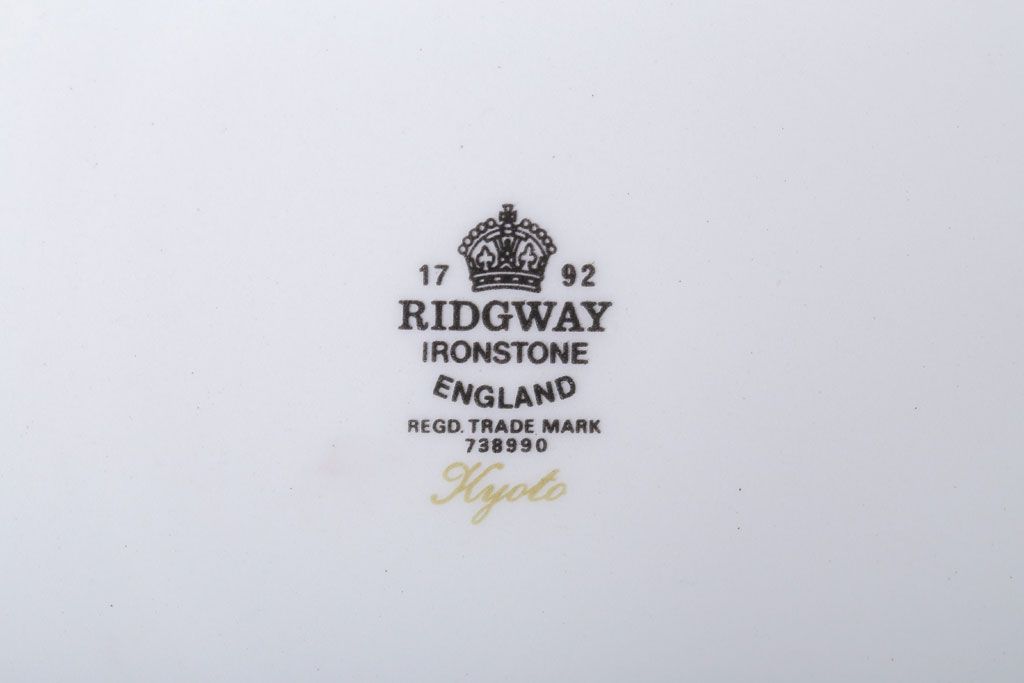 17 92
RIDGWAY
IRONSTONE
ENGLAND
REGD. TRADE MARK
738990
Kyoto